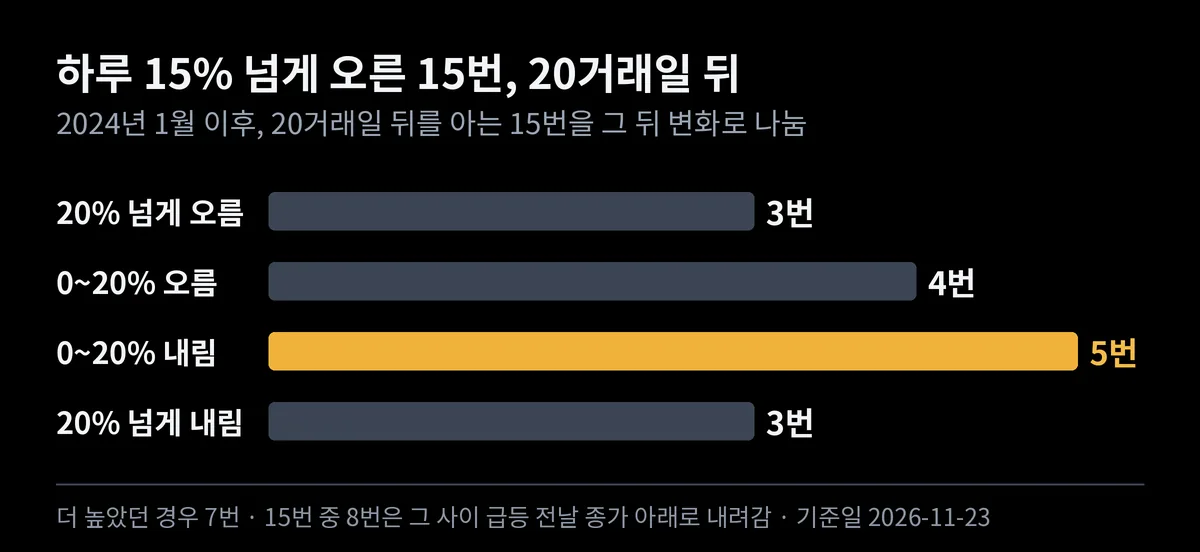 하루 15% 넘게 오른 15번, 20거래일 뒤
2024년 1월 이후, 20거래일 뒤를 아는 15번을 그 뒤 변화로 나눔
20% 넘게 오름 3번
0~20% 오름 4번
0~20% 내림 5번
20% 넘게 내림 3번
더 높았던 경우 7번 · 15번 중 8번은 그 사이 급등 전날 종가 아래로 내려감 · 기준일 2026-11-23